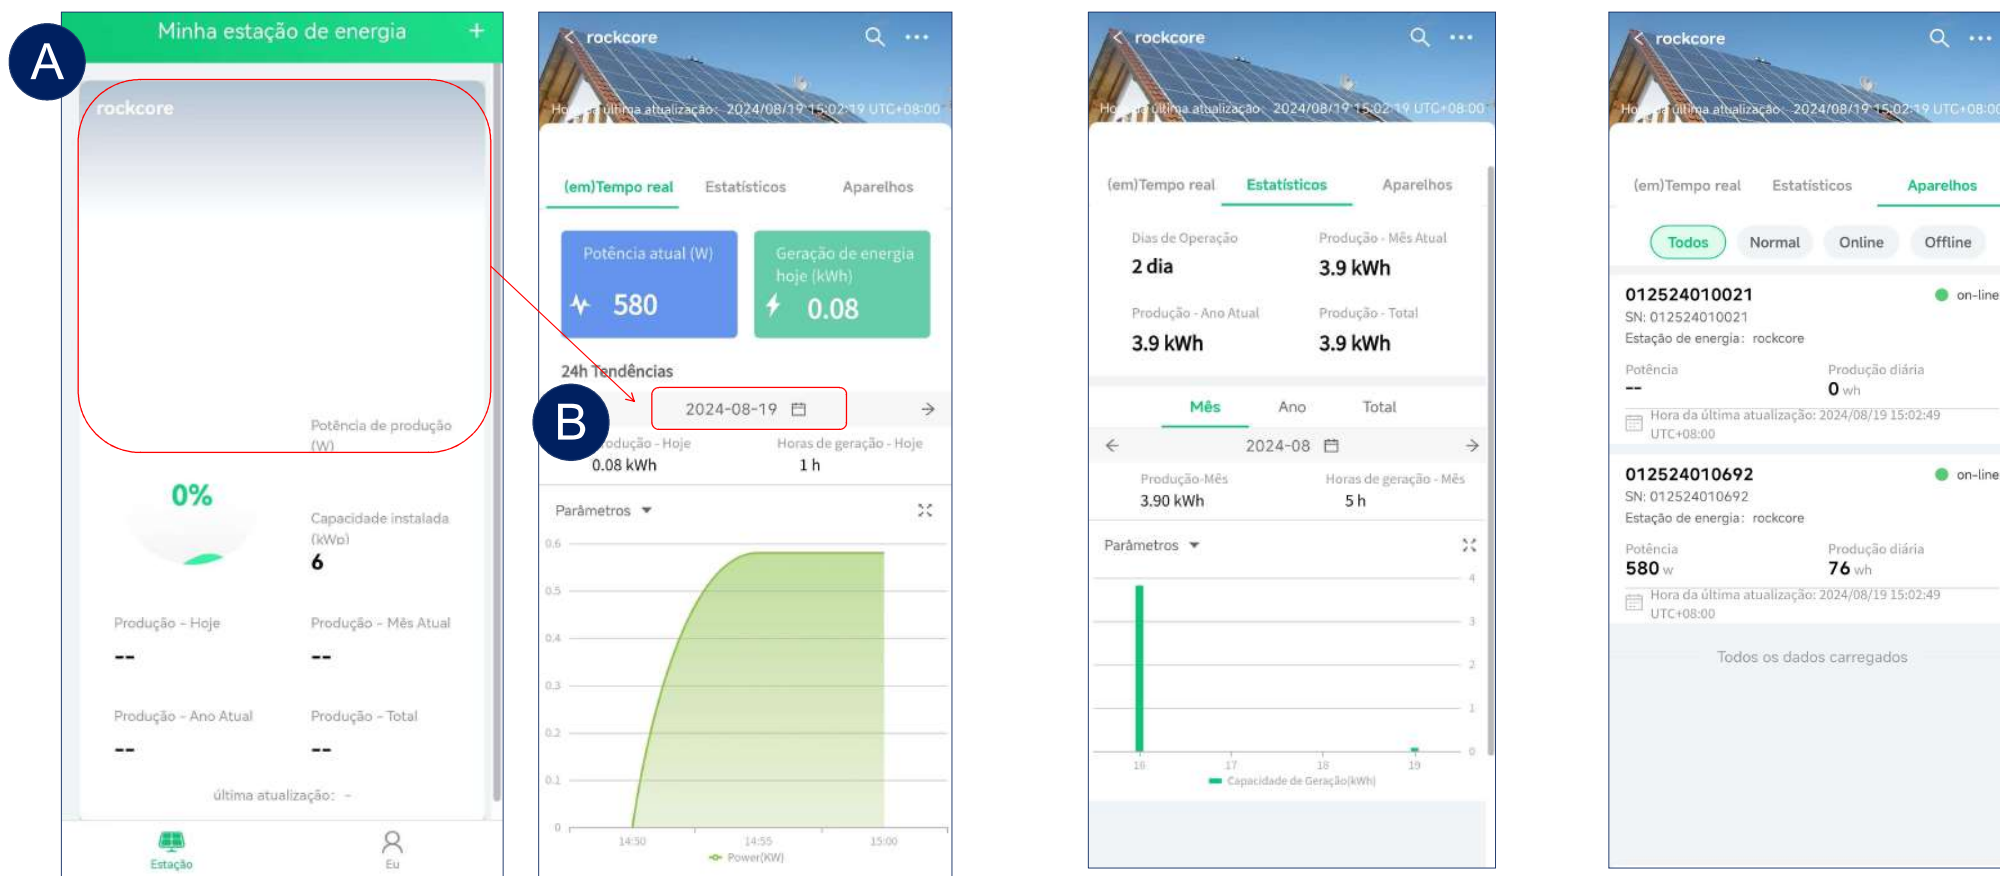 A
Minha estação de energia +
rockcore
Potência de produção
(W)
0%
Capacidade instalada
(kWp)
6
Produção - Hoje
Produção - Mês Atual
--
--
Produção - Ano Atual
Produção - Total
--
--
última atualização: -
Estação
Eu
rockcore
Hora da última atualização: 2024/08/19 15:02:19 UTC+08:00
(em)Tempo real
Estatísticos
Aparelhos
Potência atual (W)
580
Geração de energia
hoje (kWh)
0.08
24h Tendências
B
2024-08-19
Produção - Hoje
Horas de geração - Hoje
0.08 kWh
1 h
Parâmetros
0.6
0.5
0.4
0.3
0.2
0.1
0
14:50
14:55
15:00
Power(KW)
rockcore
Hora da última atualização: 2024/08/19 15:02:19 UTC+08:00
(em)Tempo real
Estatísticos
Aparelhos
Dias de Operação
Produção - Mês Atual
2 dia
3.9 kWh
Produção - Ano Atual
Produção - Total
3.9 kWh
3.9 kWh
Mês
Ano
Total
2024-08
Produção-Mês
Horas de geração - Mês
3.90 kWh
5 h
Parâmetros
4
3
2
1
0
16
17
18
19
Capacidade de Geração(kWh)
rockcore
Hora da última atualização: 2024/08/19 15:02:19 UTC+08:00
(em)Tempo real
Estatísticos
Aparelhos
Todos
Normal
Online
Offline
012524010021
on-line
SN: 012524010021
Estação de energia: rockcore
Potência
Produção diária
--
0 wh
Hora da última atualização: 2024/08/19 15:02:49
UTC+08:00
012524010692
on-line
SN: 012524010692
Estação de energia: rockcore
Potência
Produção diária
580 w
76 wh
Hora da última atualização: 2024/08/19 15:02:49
UTC+08:00
Todos os dados carregados